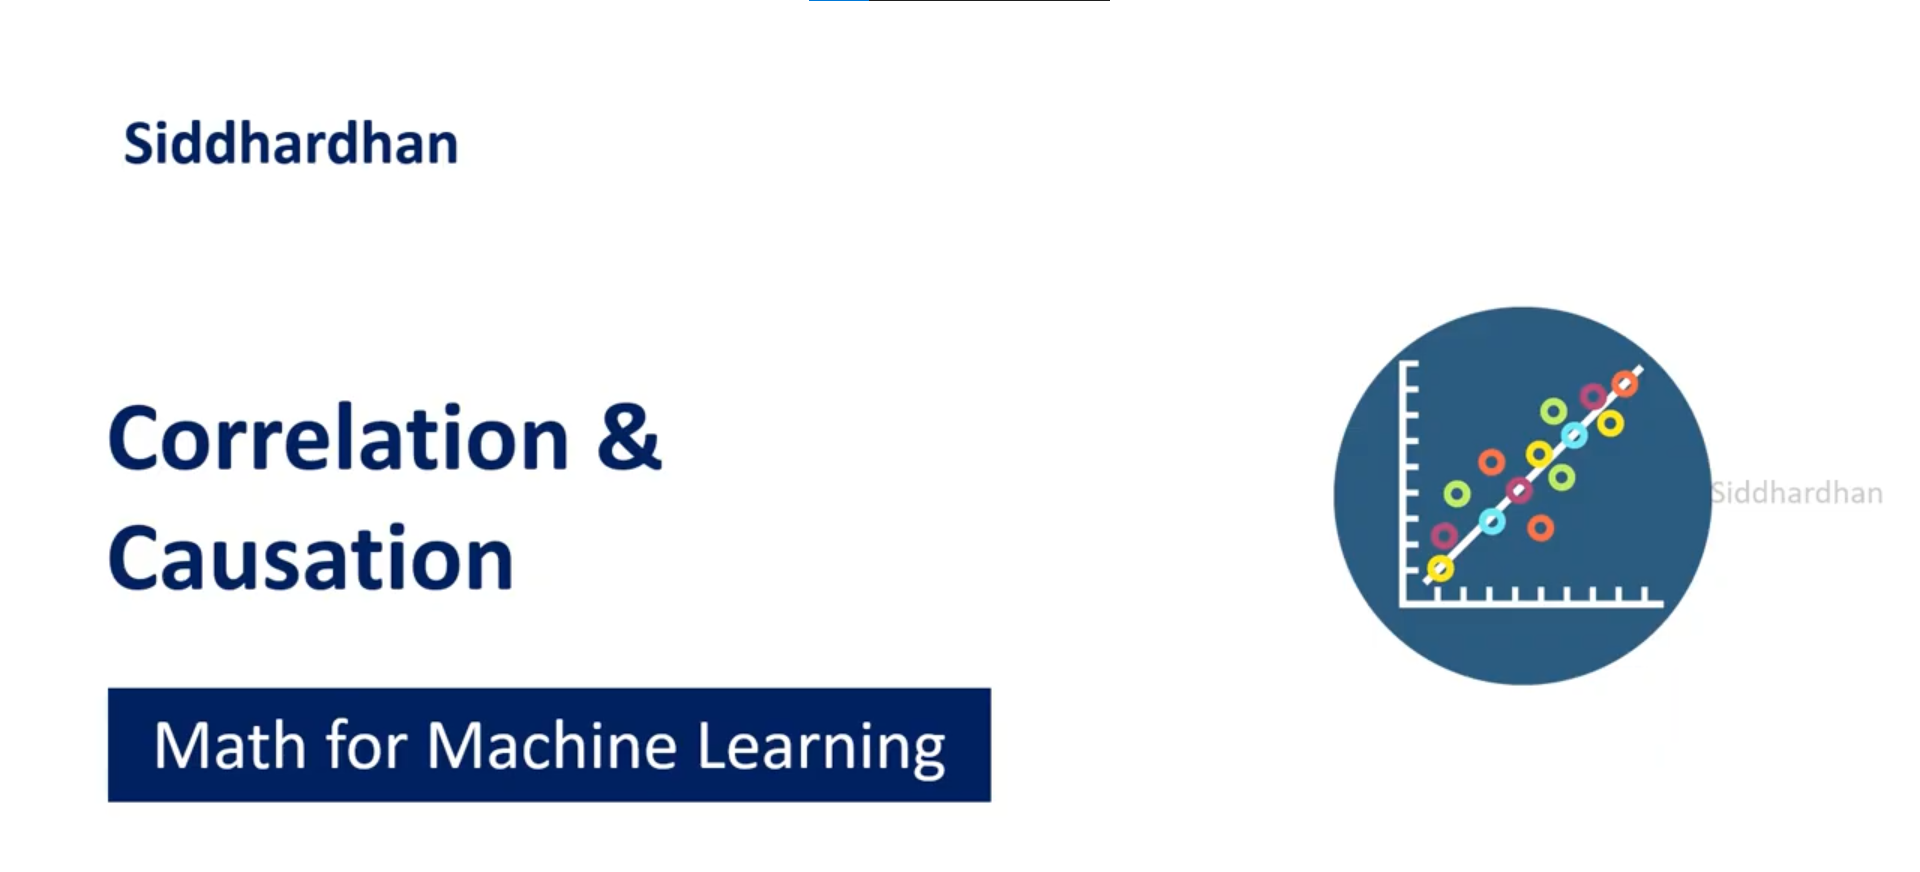 Siddhardhan
Correlation &
Causation
Siddhardhan
Math for Machine Learning